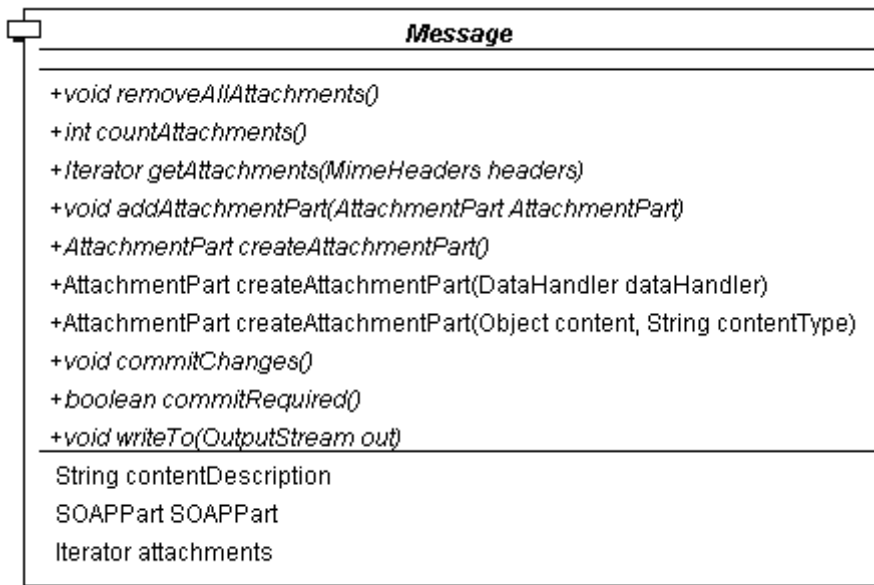 Message
+void removeAllAttachments()
+int countAttachments()
+Iterator getAttachments(MimeHeaders headers)
+void addAttachmentPart(AttachmentPart AttachmentPart)
+AttachmentPart createAttachmentPart()
+AttachmentPart createAttachmentPart(DataHandler dataHandler)
+AttachmentPart createAttachmentPart(Object content, String contentType)
+void commitChanges()
+boolean commitRequired()
+void writeTo(OutputStream out)
String contentDescription
SOAPPart SOAPPart
Iterator attachments